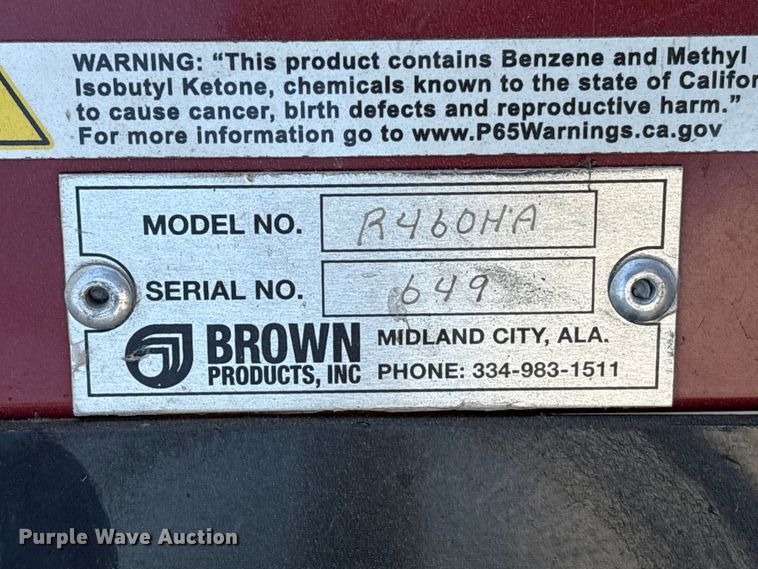 WARNING: “This product contains Benzene and Methyl
Isobutyl Ketone, chemicals known to the state of Califor
to cause cancer, birth defects and reproductive harm.”
For more information go to www.P65Warnings.ca.gov
MODEL NO. R460HA
SERIAL NO. 649
BROWN
PRODUCTS, INC
MIDLAND CITY, ALA.
PHONE: 334-983-1511
Purple Wave Auction